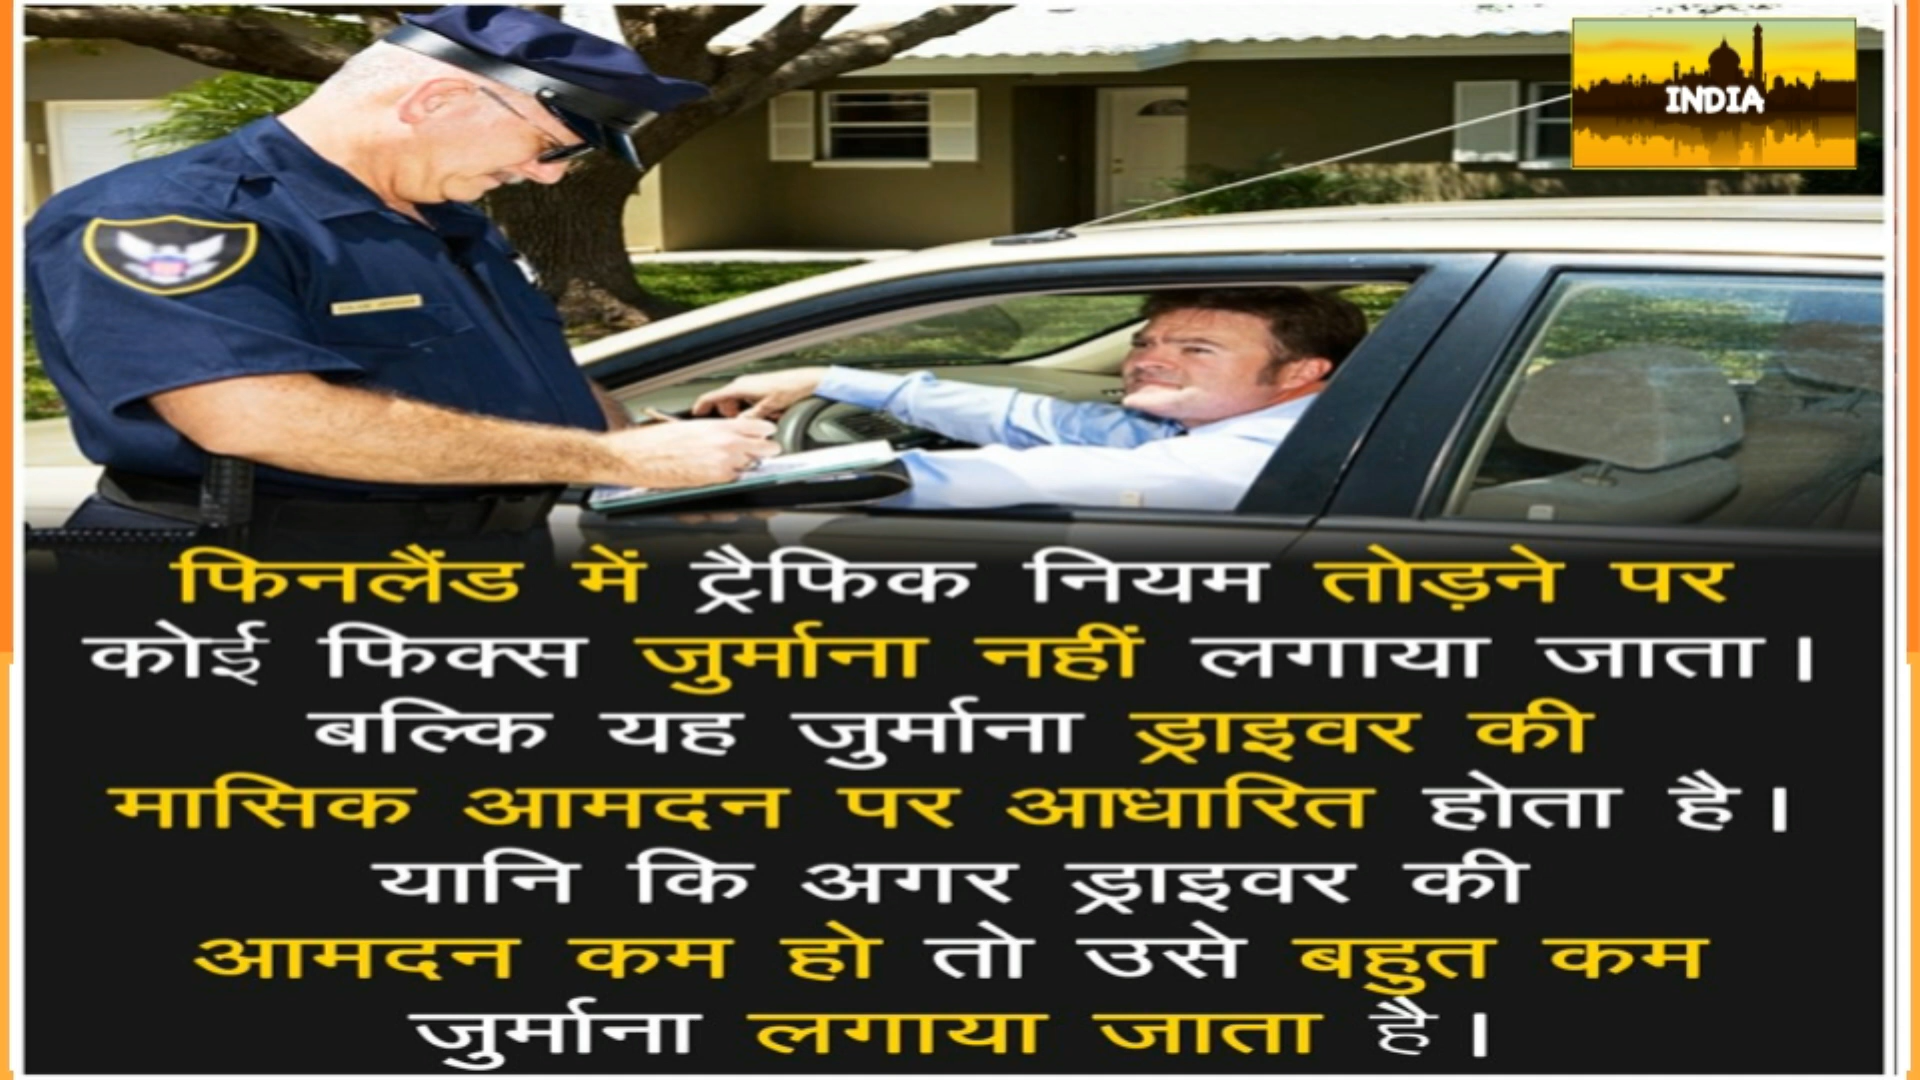 INDIA
फिनलैंड में ट्रैफिक नियम तोड़ने पर
कोई फिक्स जुर्माना नहीं लगाया जाता।
बल्कि यह जुर्माना ड्राइवर की
मासिक आमदन पर आधारित होता है।
यानि कि अगर ड्राइवर की
आमदन कम हो तो उसे बहुत कम
जुर्माना लगाया जाता है।